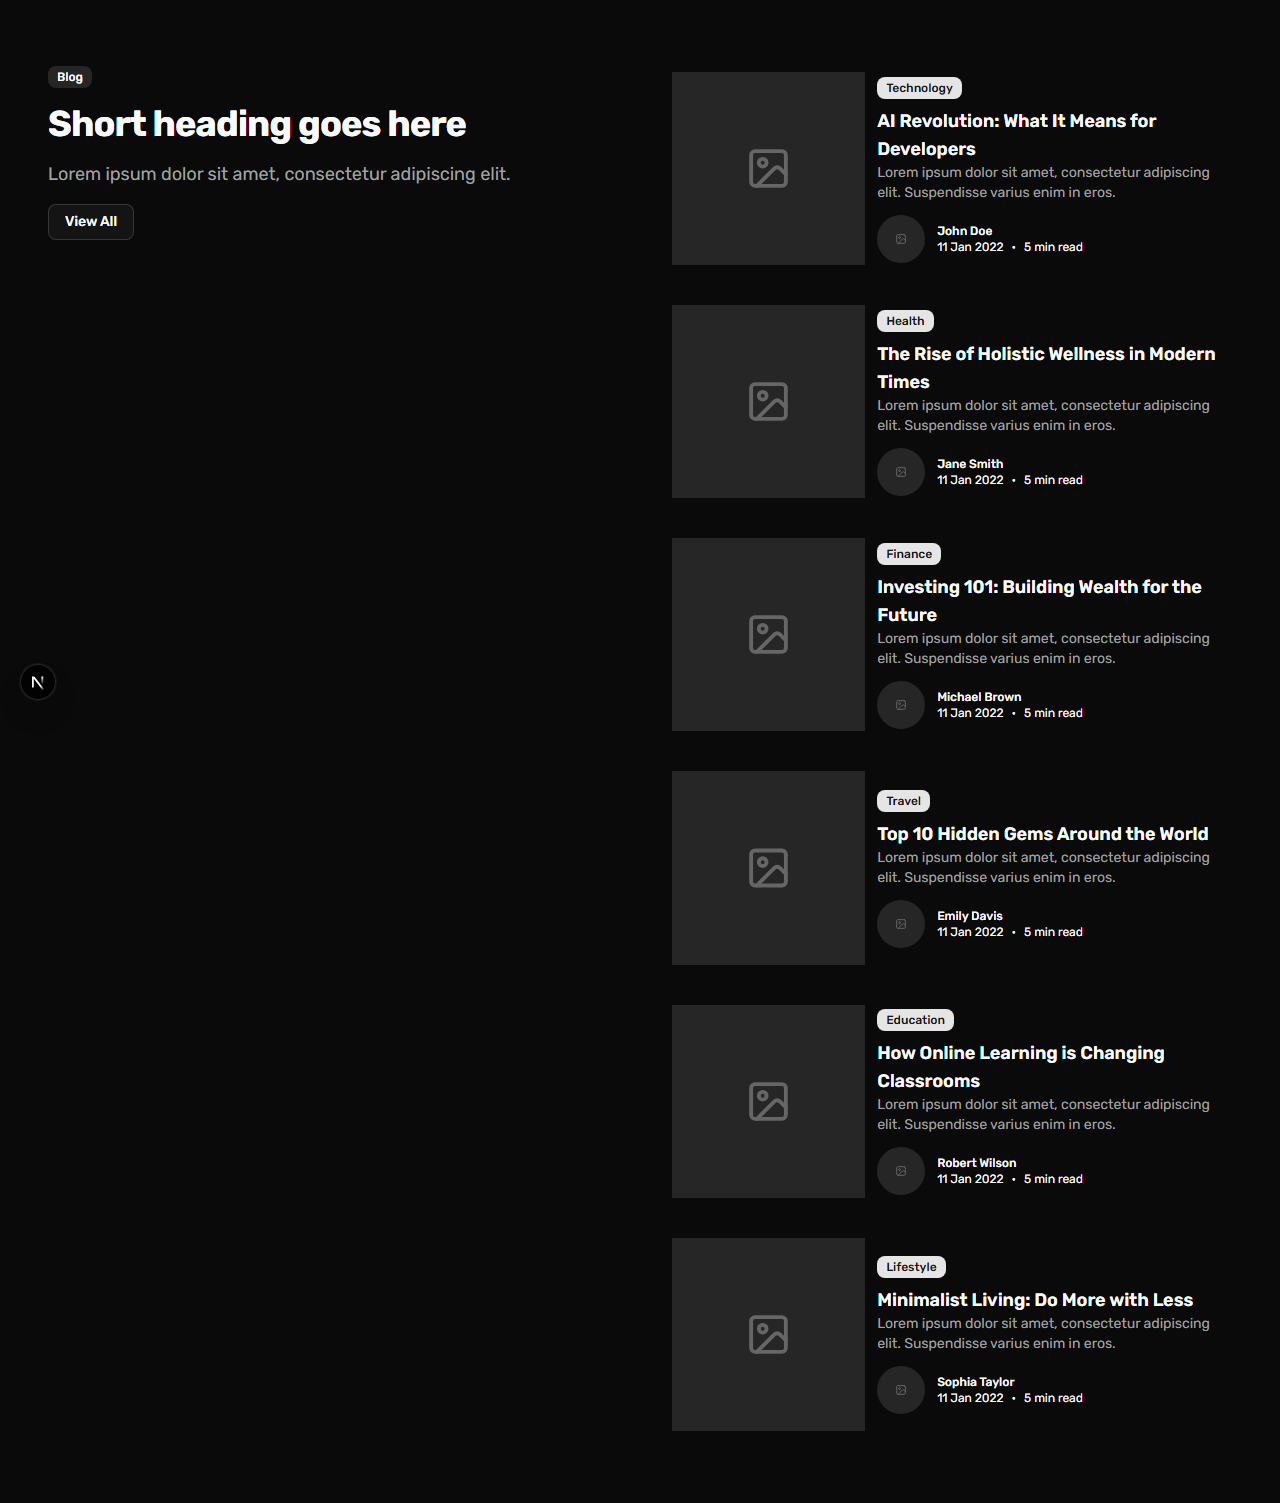 Blog
Short heading goes here
Lorem ipsum dolor sit amet, consectetur adipiscing elit.
View All
Technology
AI Revolution: What It Means for
Developers
Lorem ipsum dolor sit amet, consectetur adipiscing
elit. Suspendisse varius enim in eros.
John Doe
11 Jan 2022 • 5 min read
Health
The Rise of Holistic Wellness in Modern
Times
Lorem ipsum dolor sit amet, consectetur adipiscing
elit. Suspendisse varius enim in eros.
Jane Smith
11 Jan 2022 • 5 min read
Finance
Investing 101: Building Wealth for the
Future
Lorem ipsum dolor sit amet, consectetur adipiscing
elit. Suspendisse varius enim in eros.
Michael Brown
11 Jan 2022 • 5 min read
Travel
Top 10 Hidden Gems Around the World
Lorem ipsum dolor sit amet, consectetur adipiscing
elit. Suspendisse varius enim in eros.
Emily Davis
11 Jan 2022 • 5 min read
Education
How Online Learning is Changing
Classrooms
Lorem ipsum dolor sit amet, consectetur adipiscing
elit. Suspendisse varius enim in eros.
Robert Wilson
11 Jan 2022 • 5 min read
Lifestyle
Minimalist Living: Do More with Less
Lorem ipsum dolor sit amet, consectetur adipiscing
elit. Suspendisse varius enim in eros.
Sophia Taylor
11 Jan 2022 • 5 min read
N